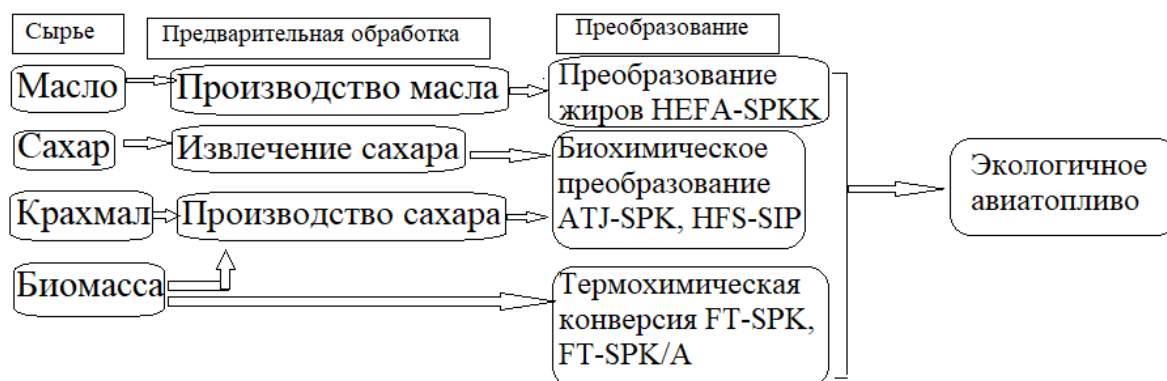 Сырье
Предварительная обработка
Преобразование
Масло
Производство масла
Преобразование
жиров HEFA-SPKK
Сахар
Извлечение сахара
Биохимическое
преобразование
ATJ-SPK, HFS-SIP
Крахмал
Производство сахара
Биомасса
Термохимическая
конверсия FT-SPK,
FT-SPK/A
Экологичное
авиатопливо